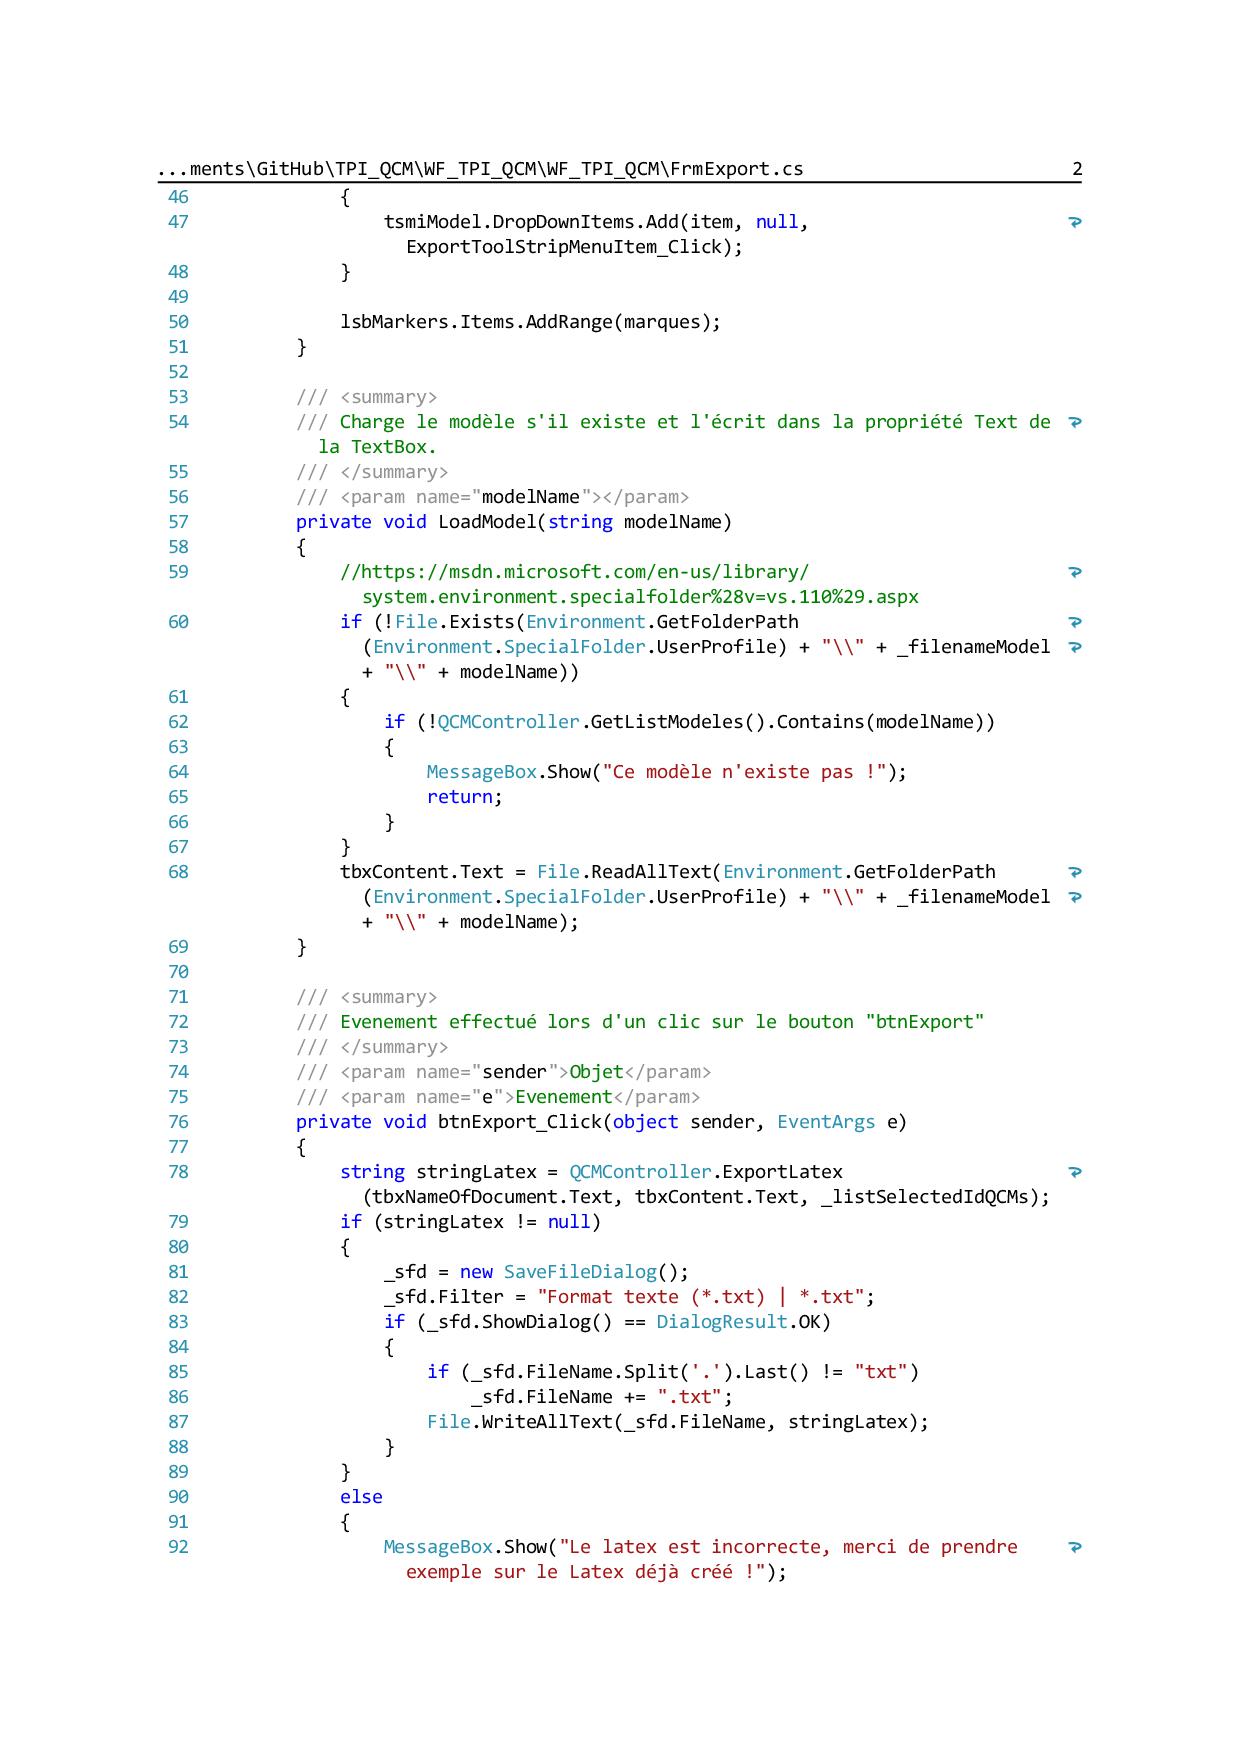 ...ments\GitHub\TPI_QCM\WF_TPI_QCM\WF_TPI_QCM\FrmExport.cs 2
46 {
47 tsmiModel.DropDownItems.Add(item, null,
ExportToolStripMenuItem_Click);
48 }
49
50 lsbMarkers.Items.AddRange(marques);
51 }
52
53 /// <summary>
54 /// Charge le modèle s'il existe et l'écrit dans la propriété Text de
la TextBox.
55 /// </summary>
56 /// <param name="modelName"></param>
57 private void LoadModel(string modelName)
58 {
59 //https://msdn.microsoft.com/en-us/library/
system.environment.specialfolder%28v=vs.110%29.aspx
60 if (!File.Exists(Environment.GetFolderPath
(Environment.SpecialFolder.UserProfile) + "\\" + _filenameModel
+ "\\" + modelName))
61 {
62 if (!QCMController.GetListModeles().Contains(modelName))
63 {
64 MessageBox.Show("Ce modèle n'existe pas !");
65 return;
66 }
67 }
68 tbxContent.Text = File.ReadAllText(Environment.GetFolderPath
(Environment.SpecialFolder.UserProfile) + "\\" + _filenameModel
+ "\\" + modelName);
69 }
70
71 /// <summary>
72 /// Evenement effectué lors d'un clic sur le bouton "btnExport"
73 /// </summary>
74 /// <param name="sender">Objet</param>
75 /// <param name="e">Evenement</param>
76 private void btnExport_Click(object sender, EventArgs e)
77 {
78 string stringLatex = QCMController.ExportLatex
(tbxNameOfDocument.Text, tbxContent.Text, _listSelectedIdQCMs);
79 if (stringLatex != null)
80 {
81 _sfd = new SaveFileDialog();
82 _sfd.Filter = "Format texte (*.txt) | *.txt";
83 if (_sfd.ShowDialog() == DialogResult.OK)
84 {
85 if (_sfd.FileName.Split('.').Last() != "txt")
86 _sfd.FileName += ".txt";
87 File.WriteAllText(_sfd.FileName, stringLatex);
88 }
89 }
90 else
91 {
92 MessageBox.Show("Le latex est incorrecte, merci de prendre
exemple sur le Latex déjà créé !");